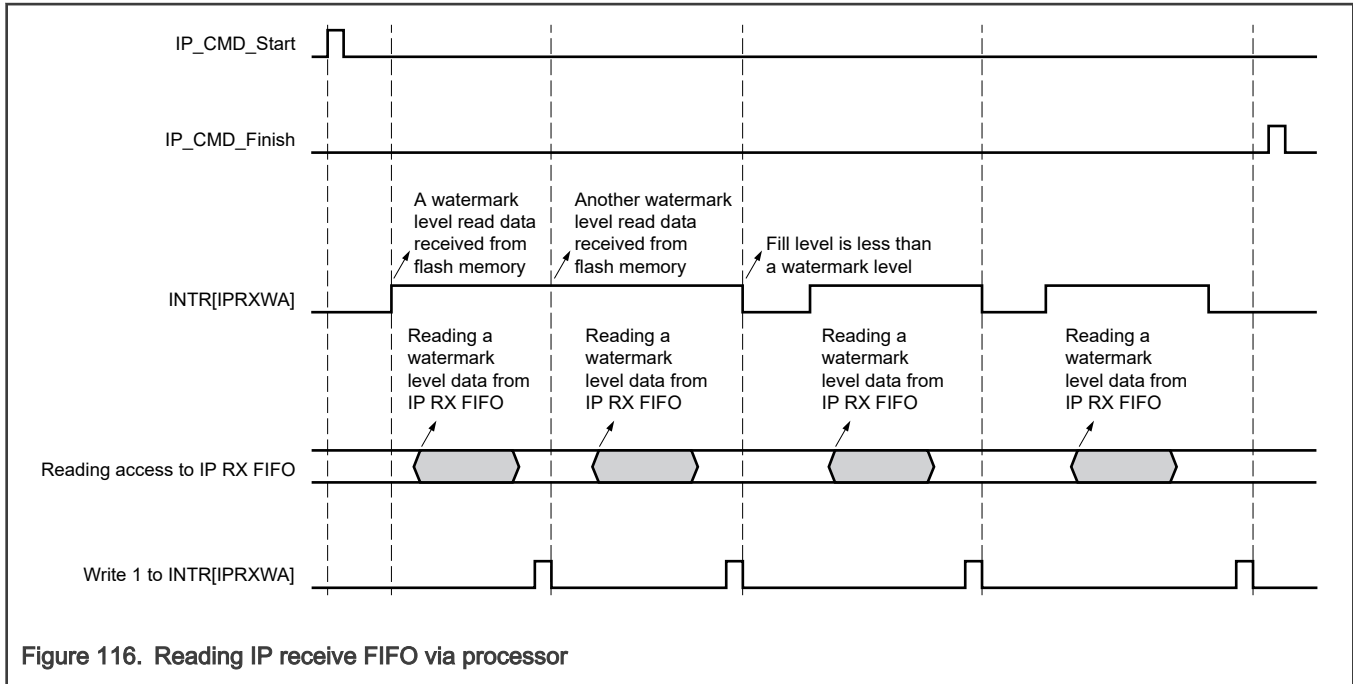 IP_CMD_Start
IP_CMD_Finish
A watermark
level read data
received from
flash memory
Another watermark
level read data
received from
flash memory
Fill level is less than
a watermark level
INTR[IPRXWA]
Reading a
watermark
level data from
IP RX FIFO
Reading a
watermark
level data from
IP RX FIFO
Reading a
watermark
level data from
IP RX FIFO
Reading a
watermark
level data from
IP RX FIFO
Reading access to IP RX FIFO
Write 1 to INTR[IPRXWA]
Figure 116. Reading IP receive FIFO via processor